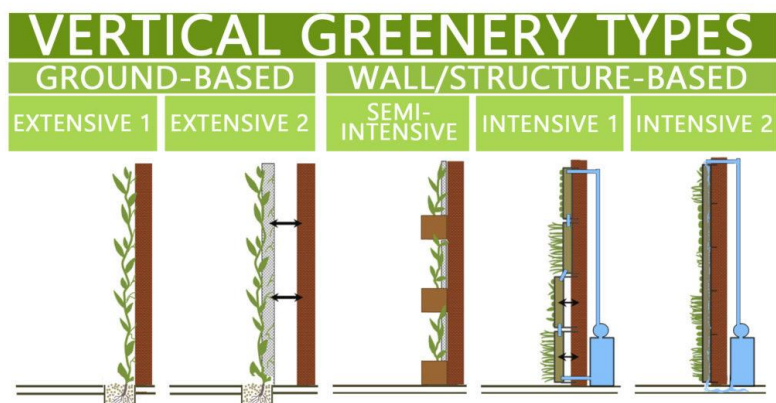 VERTICAL GREENERY TYPES
GROUND-BASED
WALL/STRUCTURE-BASED
EXTENSIVE 1
EXTENSIVE 2
SEMI-
INTENSIVE
INTENSIVE 1
INTENSIVE 2